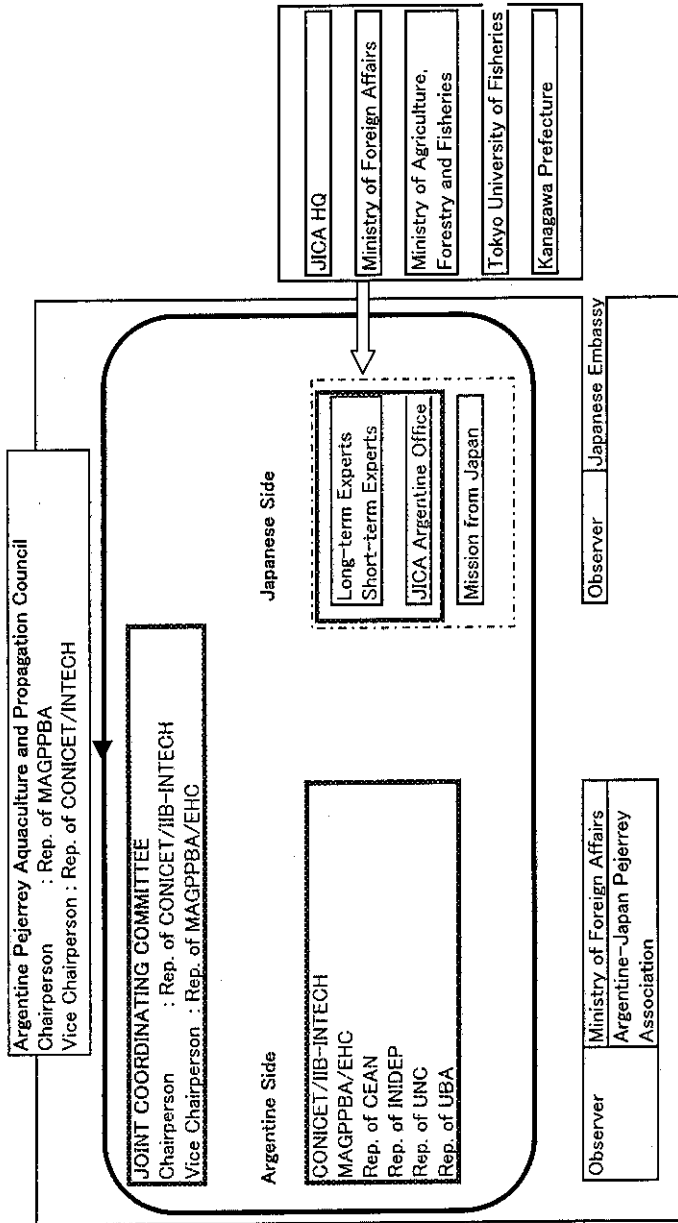 Argentine Pejerrey Aquaculture and Propagation Council
Chairperson : Rep. of MAGPPBA
Vice Chairperson : Rep. of CONICET/INTECH
JOINT COORDINATING COMMITTEE
Chairperson : Rep. of CONICET/IIB-INTECH
Vice Chairperson : Rep. of MAGPPBA/EHC
Argentine Side
CONICET/IIB-INTECH
MAGPPBA/EHC
Rep. of CEAN
Rep. of INIDEP
Rep. of UNC
Rep. of UBA
Japanese Side
Long-term Experts
Short-term Experts
JICA Argentine Office
Mission from Japan
Observer
Ministry of Foreign Affairs
Argentine-Japan Pejerrey
Association
Observer
Japanese Embassy
JICA HQ
Ministry of Foreign Affairs
Ministry of Agriculture,
Forestry and Fisheries
Tokyo University of Fisheries
Kanagawa Prefecture